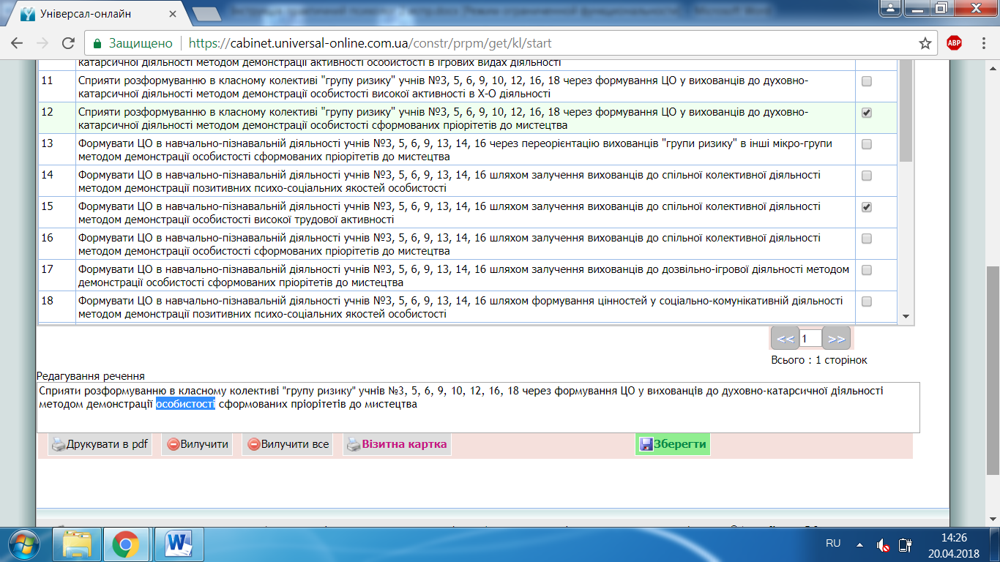 Універсал-онлайн
Защищено
https://cabinet.universal-online.com.ua/constr/prpm/get/kl/start
ABP
катарсичної діяльності методом демонстрації активності особистості в ігрових видах діяльності
11 Сприяти розформуванню в класному колективі "групу ризику" учнів №3, 5, 6, 9, 10, 12, 16, 18 через формування ЦО у вихованців до духовно-
катарсичної діяльності методом демонстрації особистості високої активності в Х-О діяльності
12 Сприяти розформуванню в класному колективі "групу ризику" учнів №3, 5, 6, 9, 10, 12, 16, 18 через формування ЦО у вихованців до духовно-
катарсичної діяльності методом демонстрації особистості сформованих пріорітетів до мистецтва
13 Формувати ЦО в навчально-пізнавальній діяльності учнів №3, 5, 6, 9, 13, 14, 16 через переорієнтацію вихованців "групи ризику" в інші мікро-групи
методом демонстрації особистості сформованих пріорітетів до мистецтва
14 Формувати ЦО в навчально-пізнавальній діяльності учнів №3, 5, 6, 9, 13, 14, 16 шляхом залучення вихованців до спільної колективної діяльності
методом демонстрації позитивних психо-соціальних якостей особистості
15 Формувати ЦО в навчально-пізнавальній діяльності учнів №3, 5, 6, 9, 13, 14, 16 шляхом залучення вихованців до спільної колективної діяльності
методом демонстрації особистості високої трудової активності
16 Формувати ЦО в навчально-пізнавальній діяльності учнів №3, 5, 6, 9, 13, 14, 16 шляхом залучення вихованців до спільної колективної діяльності
методом демонстрації особистості сформованих пріорітетів до мистецтва
17 Формувати ЦО в навчально-пізнавальній діяльності учнів №3, 5, 6, 9, 13, 14, 16 шляхом залучення вихованців до дозвільно-ігрової діяльності методом
демонстрації особистості сформованих пріорітетів до мистецтва
18 Формувати ЦО в навчально-пізнавальній діяльності учнів №3, 5, 6, 9, 13, 14, 16 шляхом формування цінностей у соціально-комунікативній діяльності
методом демонстрації позитивних психо-соціальних якостей особистості
<< 1 >>
Всього : 1 сторінок
Редагування речення
Сприяти розформуванню в класному колективі "групу ризику" учнів №3, 5, 6, 9, 10, 12, 16, 18 через формування ЦО у вихованців до духовно-катарсичної діяльності
методом демонстрації особистості сформованих пріорітетів до мистецтва
Друкувати в pdf Вилучити Вилучити все Візитна картка Зберегти
RU
14:26
20.04.2018